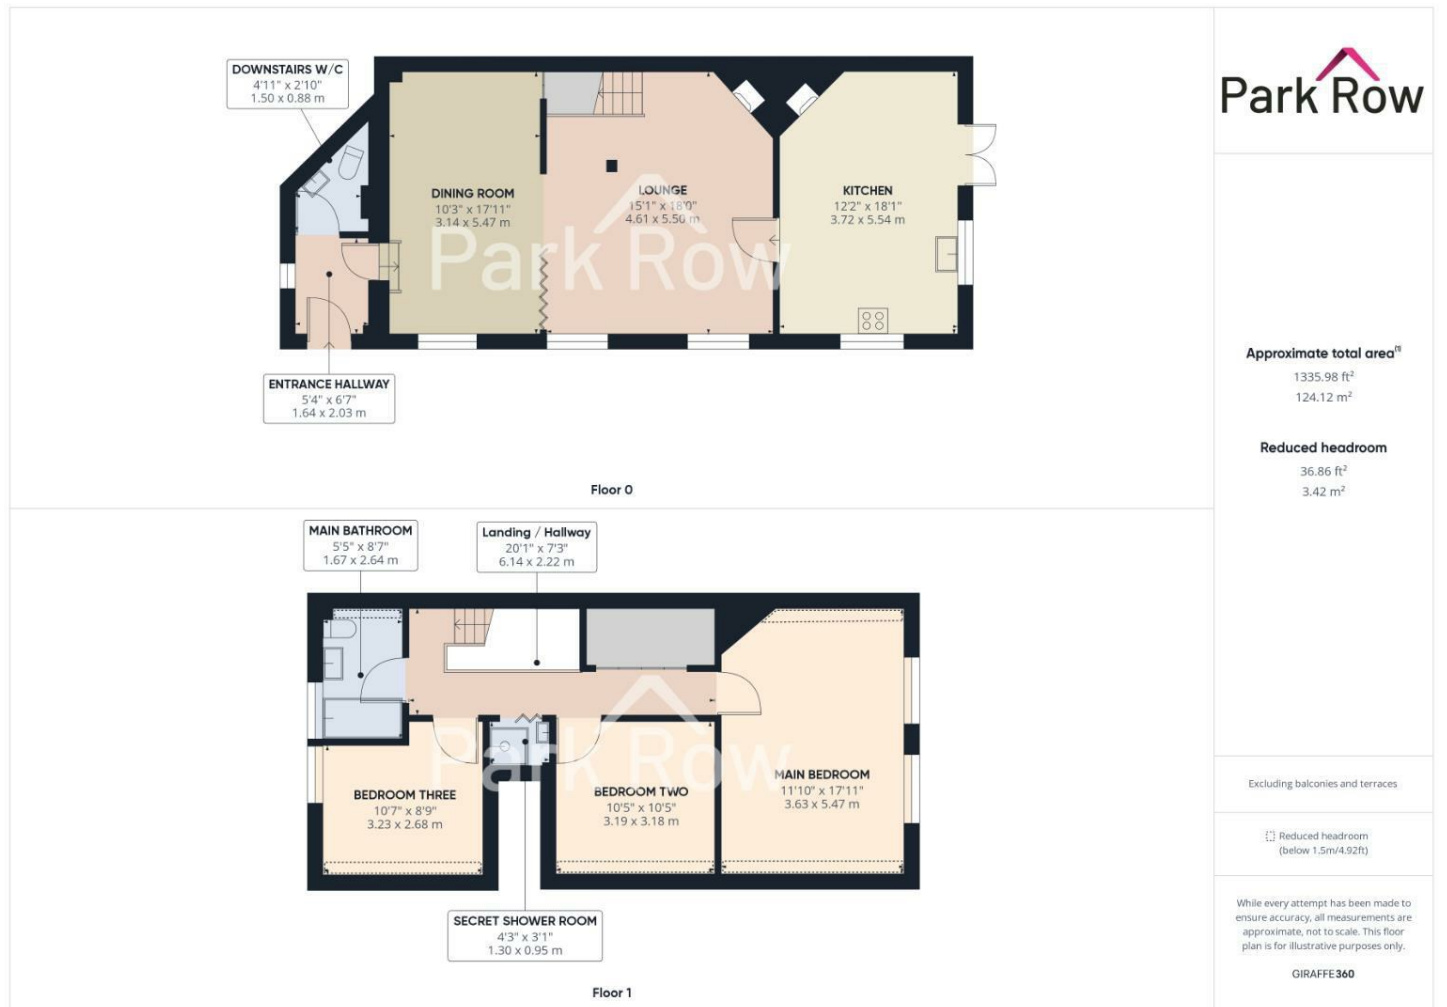 DOWNSTAIRS W/C
4'11" x 2'10"
1.50 x 0.88 m
DINING ROOM
10'3" x 17'11"
3.14 x 5.47 m
LOUNGE
15'1" x 18'0"
4.61 x 5.50 m
KITCHEN
12'2" x 18'1"
3.72 x 5.54 m
Park Row
ENTRANCE HALLWAY
5'4" x 6'7"
1.64 x 2.03 m
Floor 0
MAIN BATHROOM
5'5" x 8'7"
1.67 x 2.64 m
Landing / Hallway
20'1" x 7'3"
6.14 x 2.22 m
Park Row
BEDROOM THREE
10'7" x 8'9"
3.23 x 2.68 m
BEDROOM TWO
10'5" x 10'5"
3.19 x 3.18 m
MAIN BEDROOM
11'10" x 17'11"
3.63 x 5.47 m
SECRET SHOWER ROOM
4'3" x 3'1"
1.30 x 0.95 m
Floor 1
Park Row
Approximate total area⁽¹⁾
1335.98 ft²
124.12 m²
Reduced headroom
36.86 ft²
3.42 m²
Excluding balconies and terraces
Reduced headroom
(below 1.5m/4.92ft)
While every attempt has been made to
ensure accuracy, all measurements are
approximate, not to scale. This floor
plan is for illustrative purposes only.
GIRAFFE360